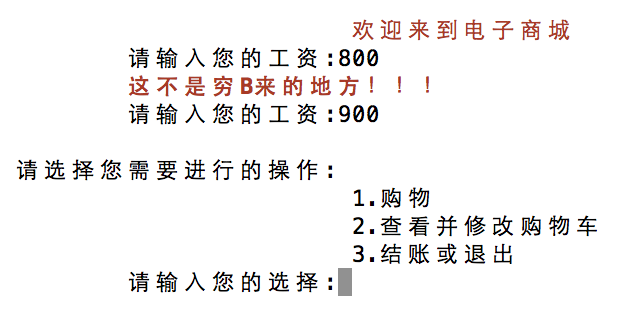 欢迎来到电子商城
请输入您的工资:800
这不是穷B来的地方！！！
请输入您的工资:900
请选择您需要进行的操作:
1.购物
2.查看并修改购物车
3.结账或退出
请输入您的选择: